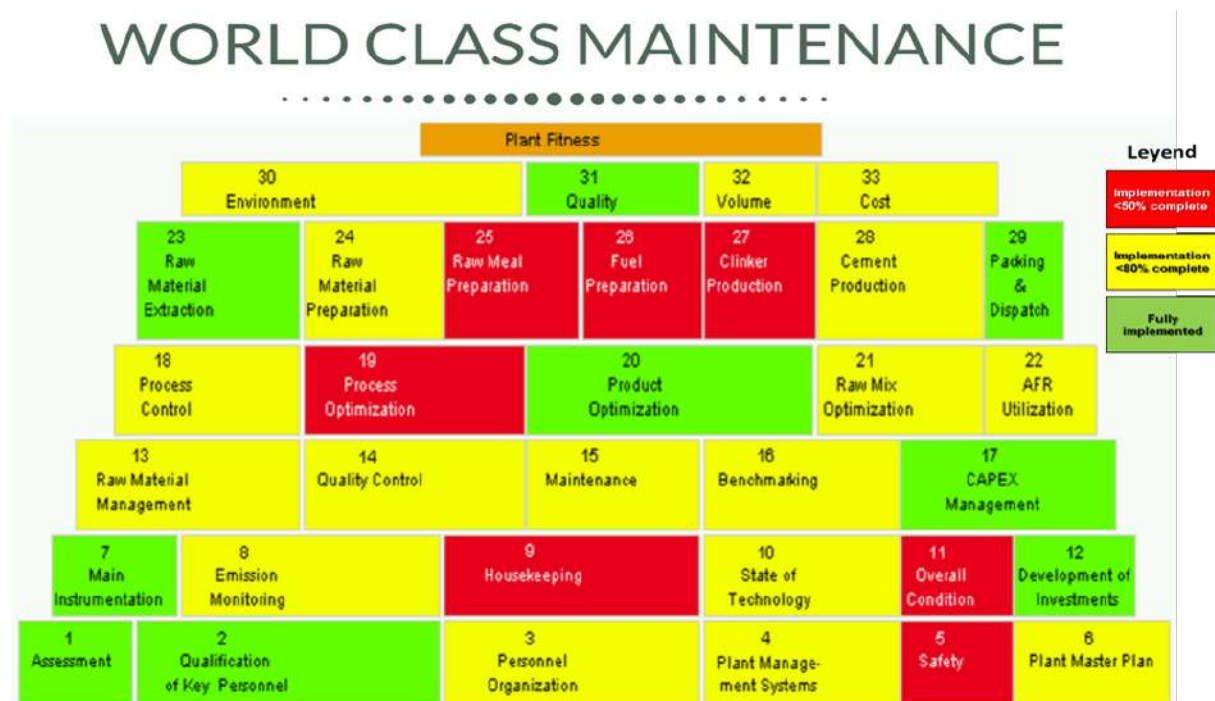 WORLD CLASS MAINTENANCE
Plant Fitness
Leyend
Implementation
<50% complete
Implementation
<80% complete
Fully
implemented
30
Environment
31
Quality
32
Volume
33
Cost
23
Raw
Material
Extraction
24
Raw
Material
Preparation
25
Raw Meal
Preparation
26
Fuel
Preparation
27
Clinker
Production
28
Cement
Production
29
Packing
&
Dispatch
18
Process
Control
19
Process
Optimization
20
Product
Optimization
21
Raw Mix
Optimization
22
AFR
Utilization
13
Raw Material
Management
14
Quality Control
15
Maintenance
16
Benchmarking
17
CAPEX
Management
7
Main
Instrumentation
8
Emission
Monitoring
9
Housekeeping
10
State of
Technology
11
Overall
Condition
12
Development of
Investments
1
Assessment
2
Qualification
of Key Personnel
3
Personnel
Organization
4
Plant Manage-
ment Systems
5
Safety
6
Plant Master Plan